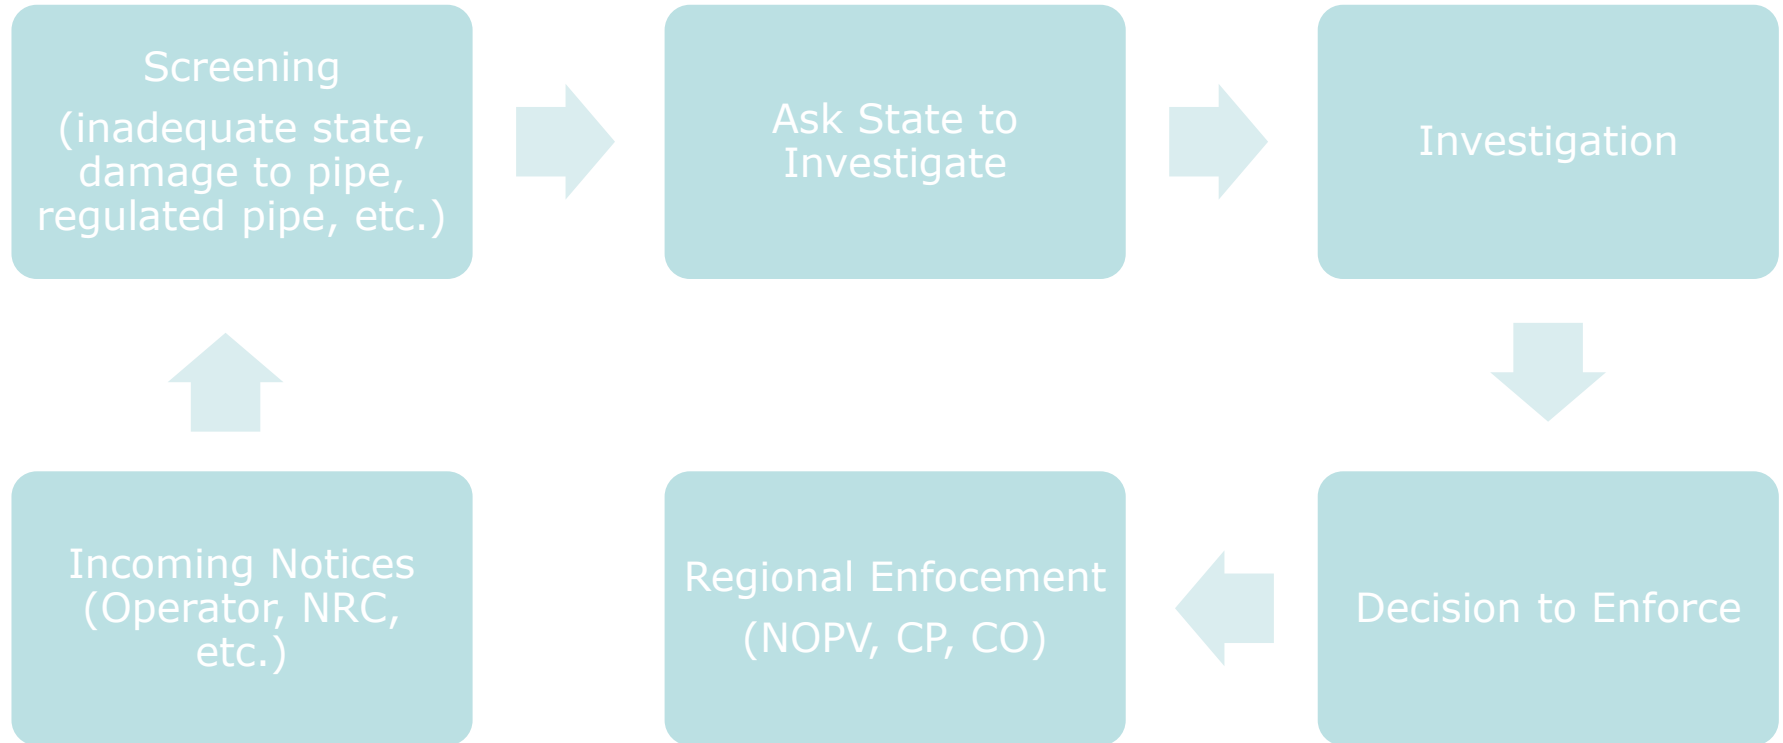 Screening
(inadequate state,
damage to pipe,
regulated pipe, etc.)
Ask State to
Investigate
Investigation
Incoming Notices
(Operator, NRC,
etc.)
Regional Enfocement
(NOPV, CP, CO)
Decision to Enforce